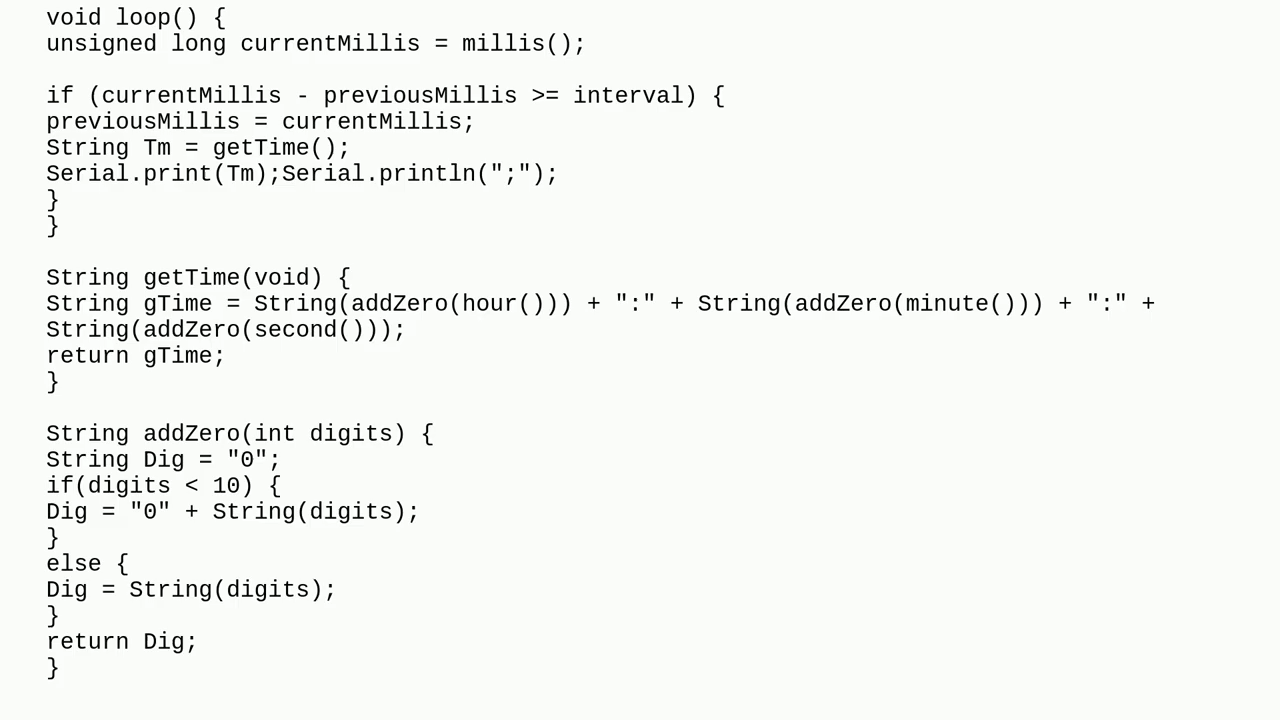 void loop() {
unsigned long currentMillis = millis();
if (currentMillis - previousMillis >= interval) {
previousMillis = currentMillis;
String Tm = getTime();
Serial.print(Tm);Serial.println(";");
}
}
String getTime(void) {
String gTime = String(addZero(hour())) + ":" + String(addZero(minute())) + ":" +
String(addZero(second()));
return gTime;
}
String addZero(int digits) {
String Dig = "0";
if(digits < 10) {
Dig = "0" + String(digits);
}
else {
Dig = String(digits);
}
return Dig;
}